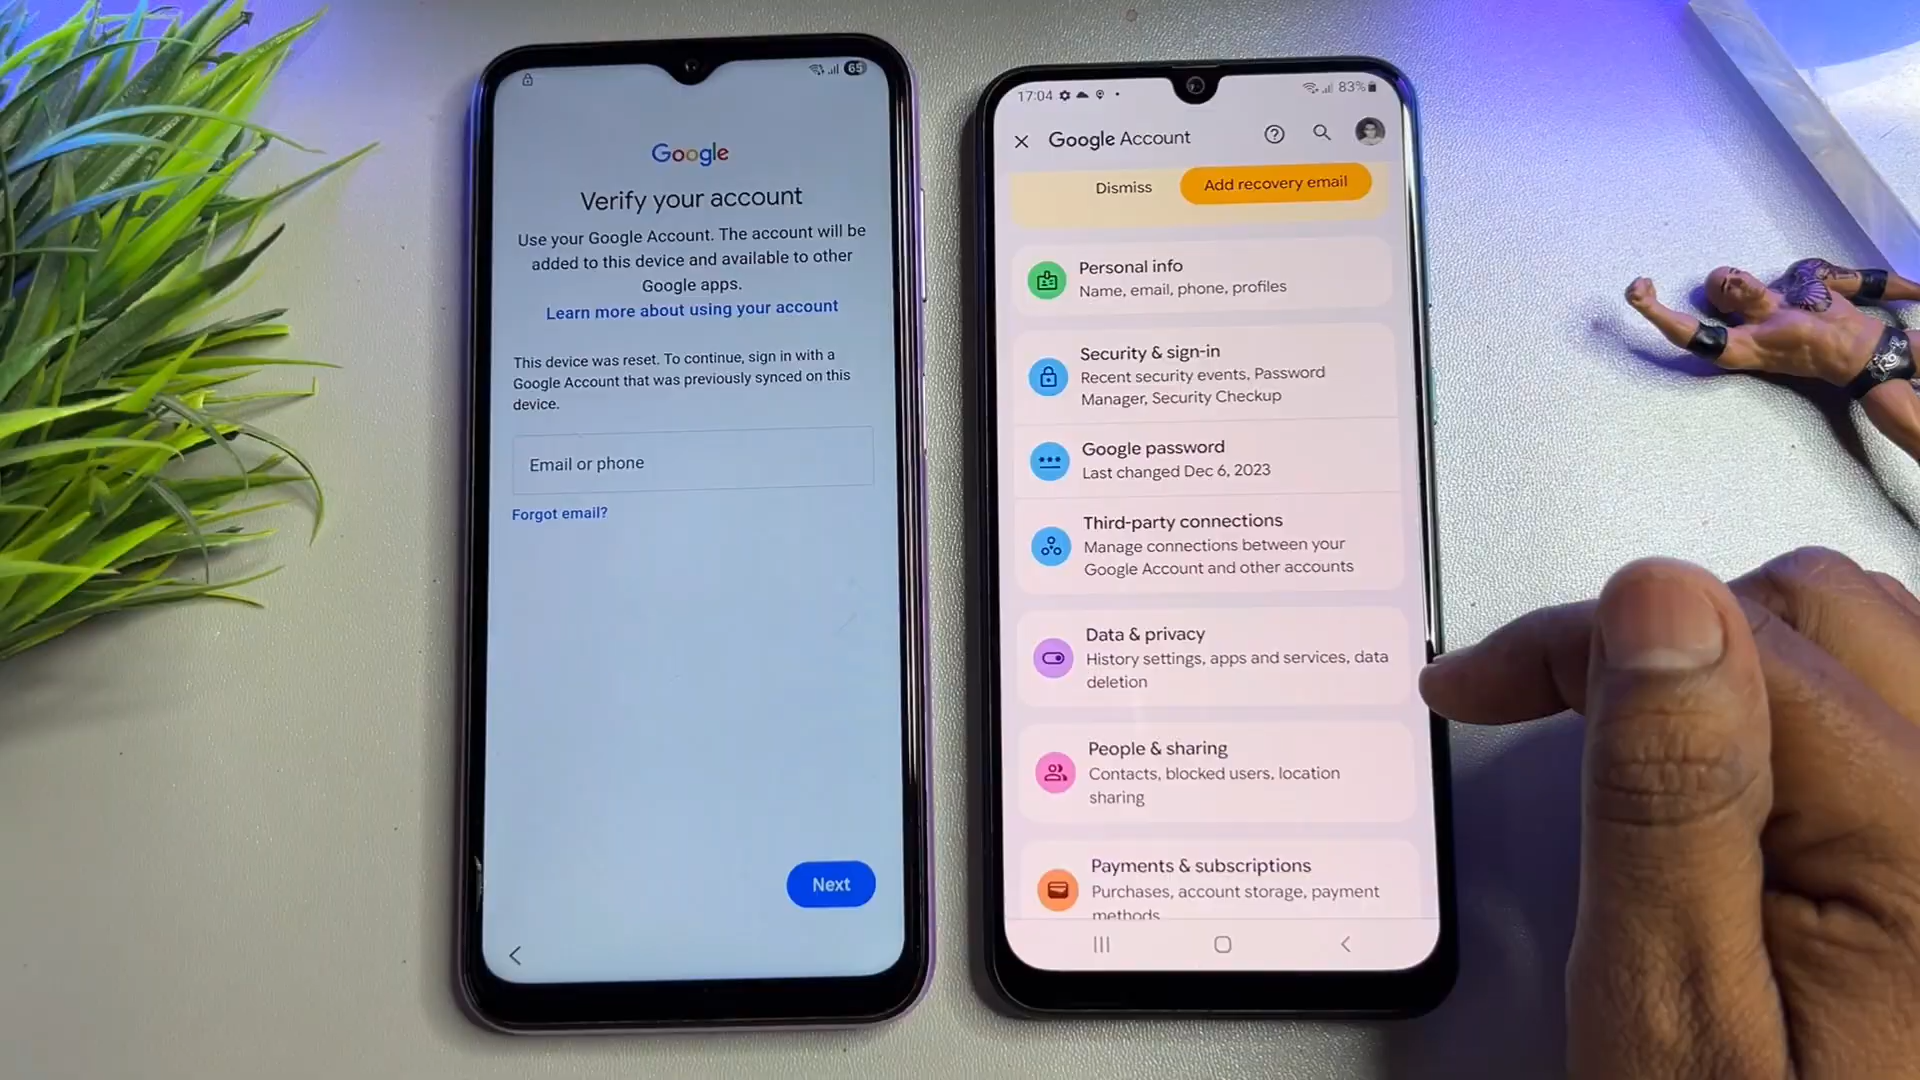 65
Google
Verify your account
Use your Google Account. The account will be
added to this device and available to other
Google apps.
Learn more about using your account
This device was reset. To continue, sign in with a
Google Account that was previously synced on this
device.
Email or phone
Forgot email?
Next
17:04
83%
Google Account
Dismiss
Add recovery email
Personal info
Name, email, phone, profiles
Security & sign-in
Recent security events, Password
Manager, Security Checkup
Google password
Last changed Dec 6, 2023
Third-party connections
Manage connections between your
Google Account and other accounts
Data & privacy
History settings, apps and services, data
deletion
People & sharing
Contacts, blocked users, location
sharing
Payments & subscriptions
Purchases, account storage, payment
methods